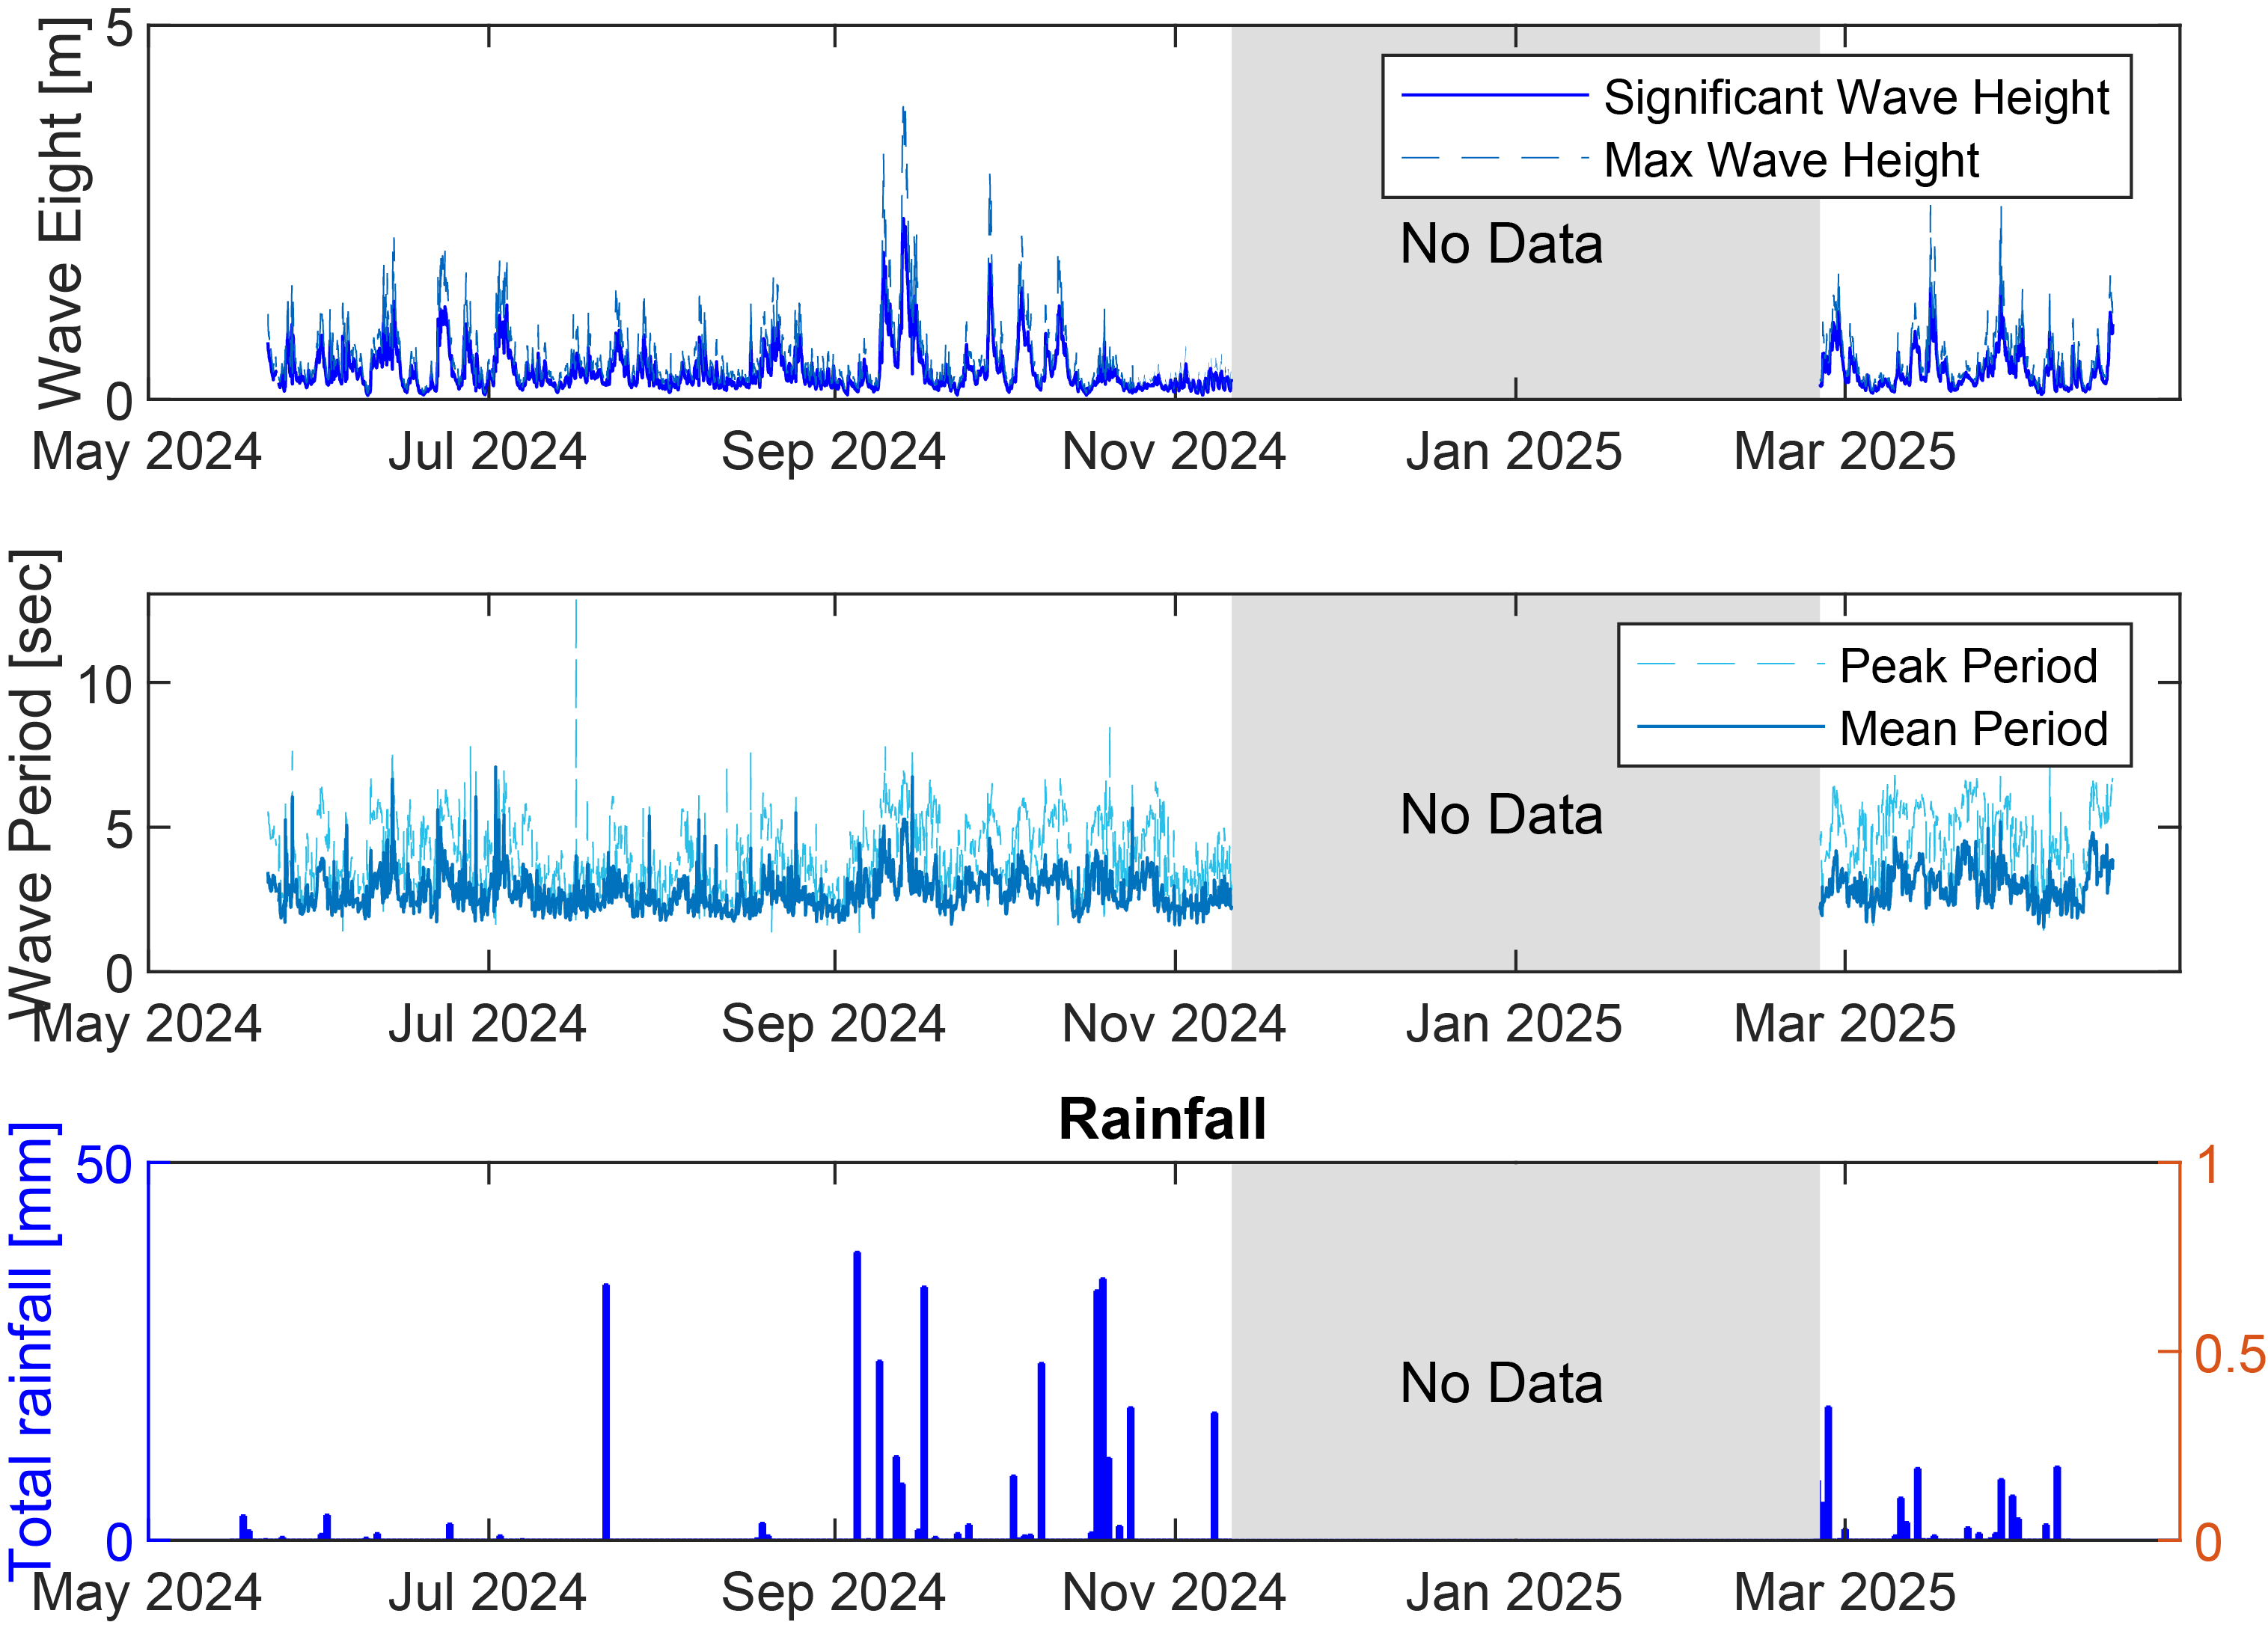 Wave Eight [m]
5
0
Significant Wave Height
Max Wave Height
No Data
May 2024 Jul 2024 Sep 2024 Nov 2024 Jan 2025 Mar 2025
Wave Period [sec]
10
5
0
Peak Period
Mean Period
No Data
May 2024 Jul 2024 Sep 2024 Nov 2024 Jan 2025 Mar 2025
Rainfall
Total rainfall [mm]
50
0
No Data
1
0.5
0
May 2024 Jul 2024 Sep 2024 Nov 2024 Jan 2025 Mar 2025